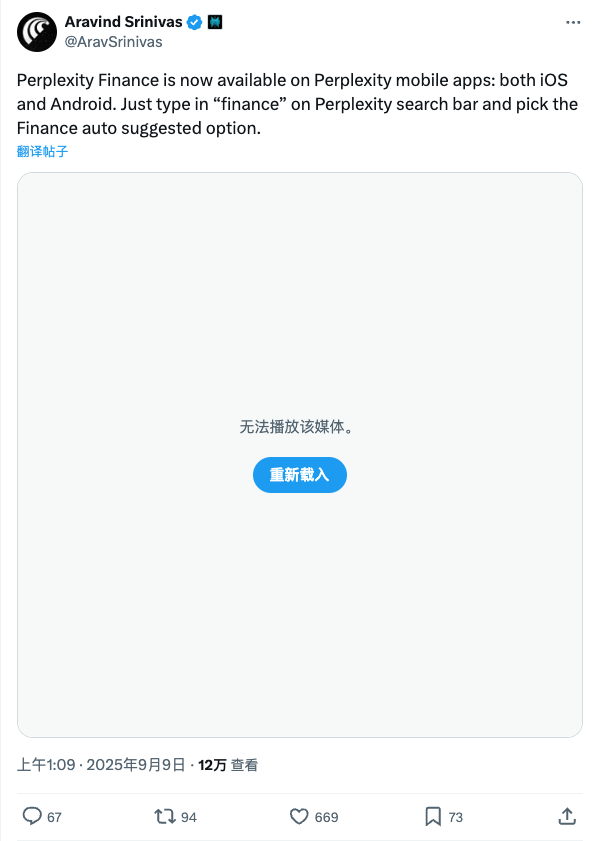 Aravind Srinivas
@AravSrinivas
Perplexity Finance is now available on Perplexity mobile apps: both iOS
and Android. Just type in “finance” on Perplexity search bar and pick the
Finance auto suggested option.
翻译帖子
无法播放该媒体。
重新载入
上午1:09 · 2025年9月9日 · 12万 查看
67 94 669 73